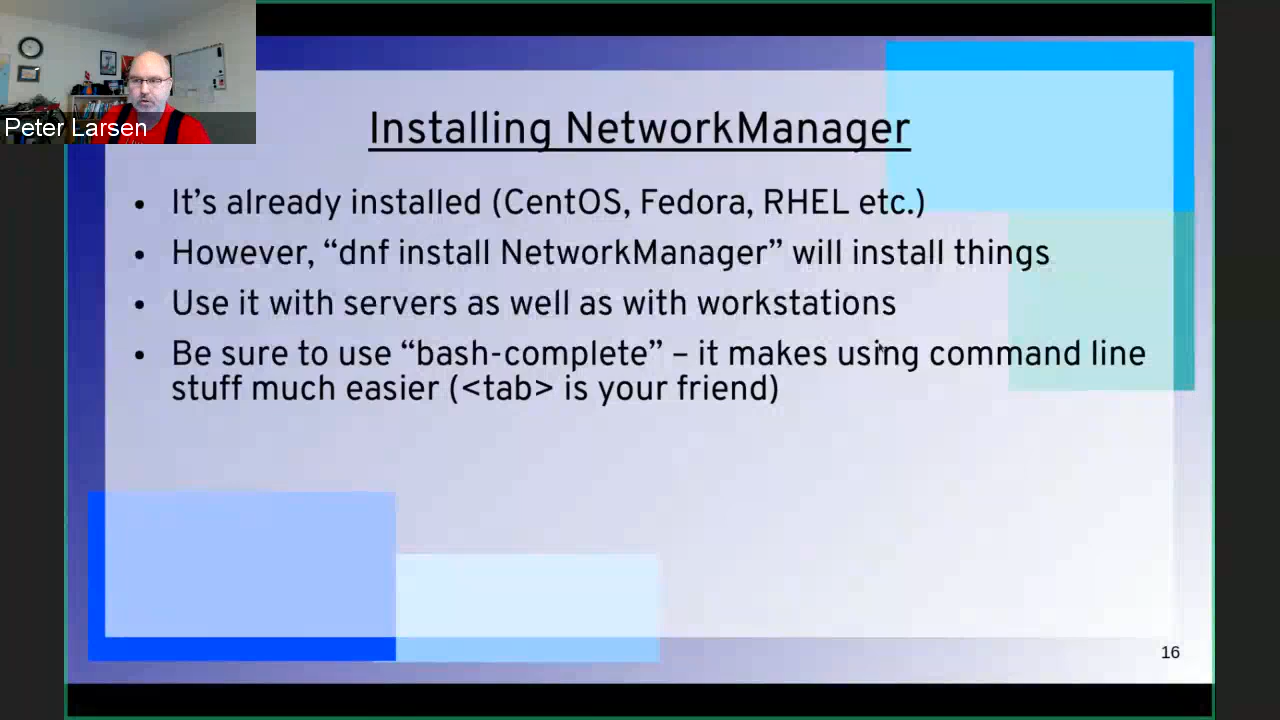 Peter Larsen
Installing NetworkManager
• It’s already installed (CentOS, Fedora, RHEL etc.)
• However, “dnf install NetworkManager” will install things
• Use it with servers as well as with workstations
• Be sure to use “bash-complete” – it makes using command line
stuff much easier (<tab> is your friend)
16